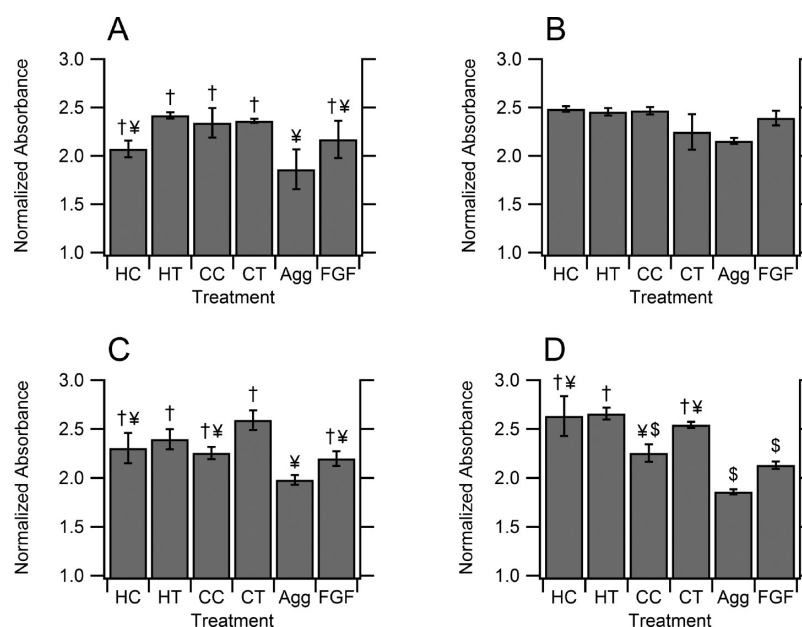 A
Normalized Absorbance
3.0
2.5
2.0
1.5
1.0
†¥
†
†
†
¥
†¥
HC HT CC CT Agg FGF
Treatment
B
Normalized Absorbance
3.0
2.5
2.0
1.5
1.0
HC HT CC CT Agg FGF
Treatment
C
Normalized Absorbance
3.0
2.5
2.0
1.5
1.0
†¥
†
†¥
†
¥
†¥
HC HT CC CT Agg FGF
Treatment
D
Normalized Absorbance
3.0
2.5
2.0
1.5
1.0
†¥
†
¥$
†¥
$
$
HC HT CC CT Agg FGF
Treatment